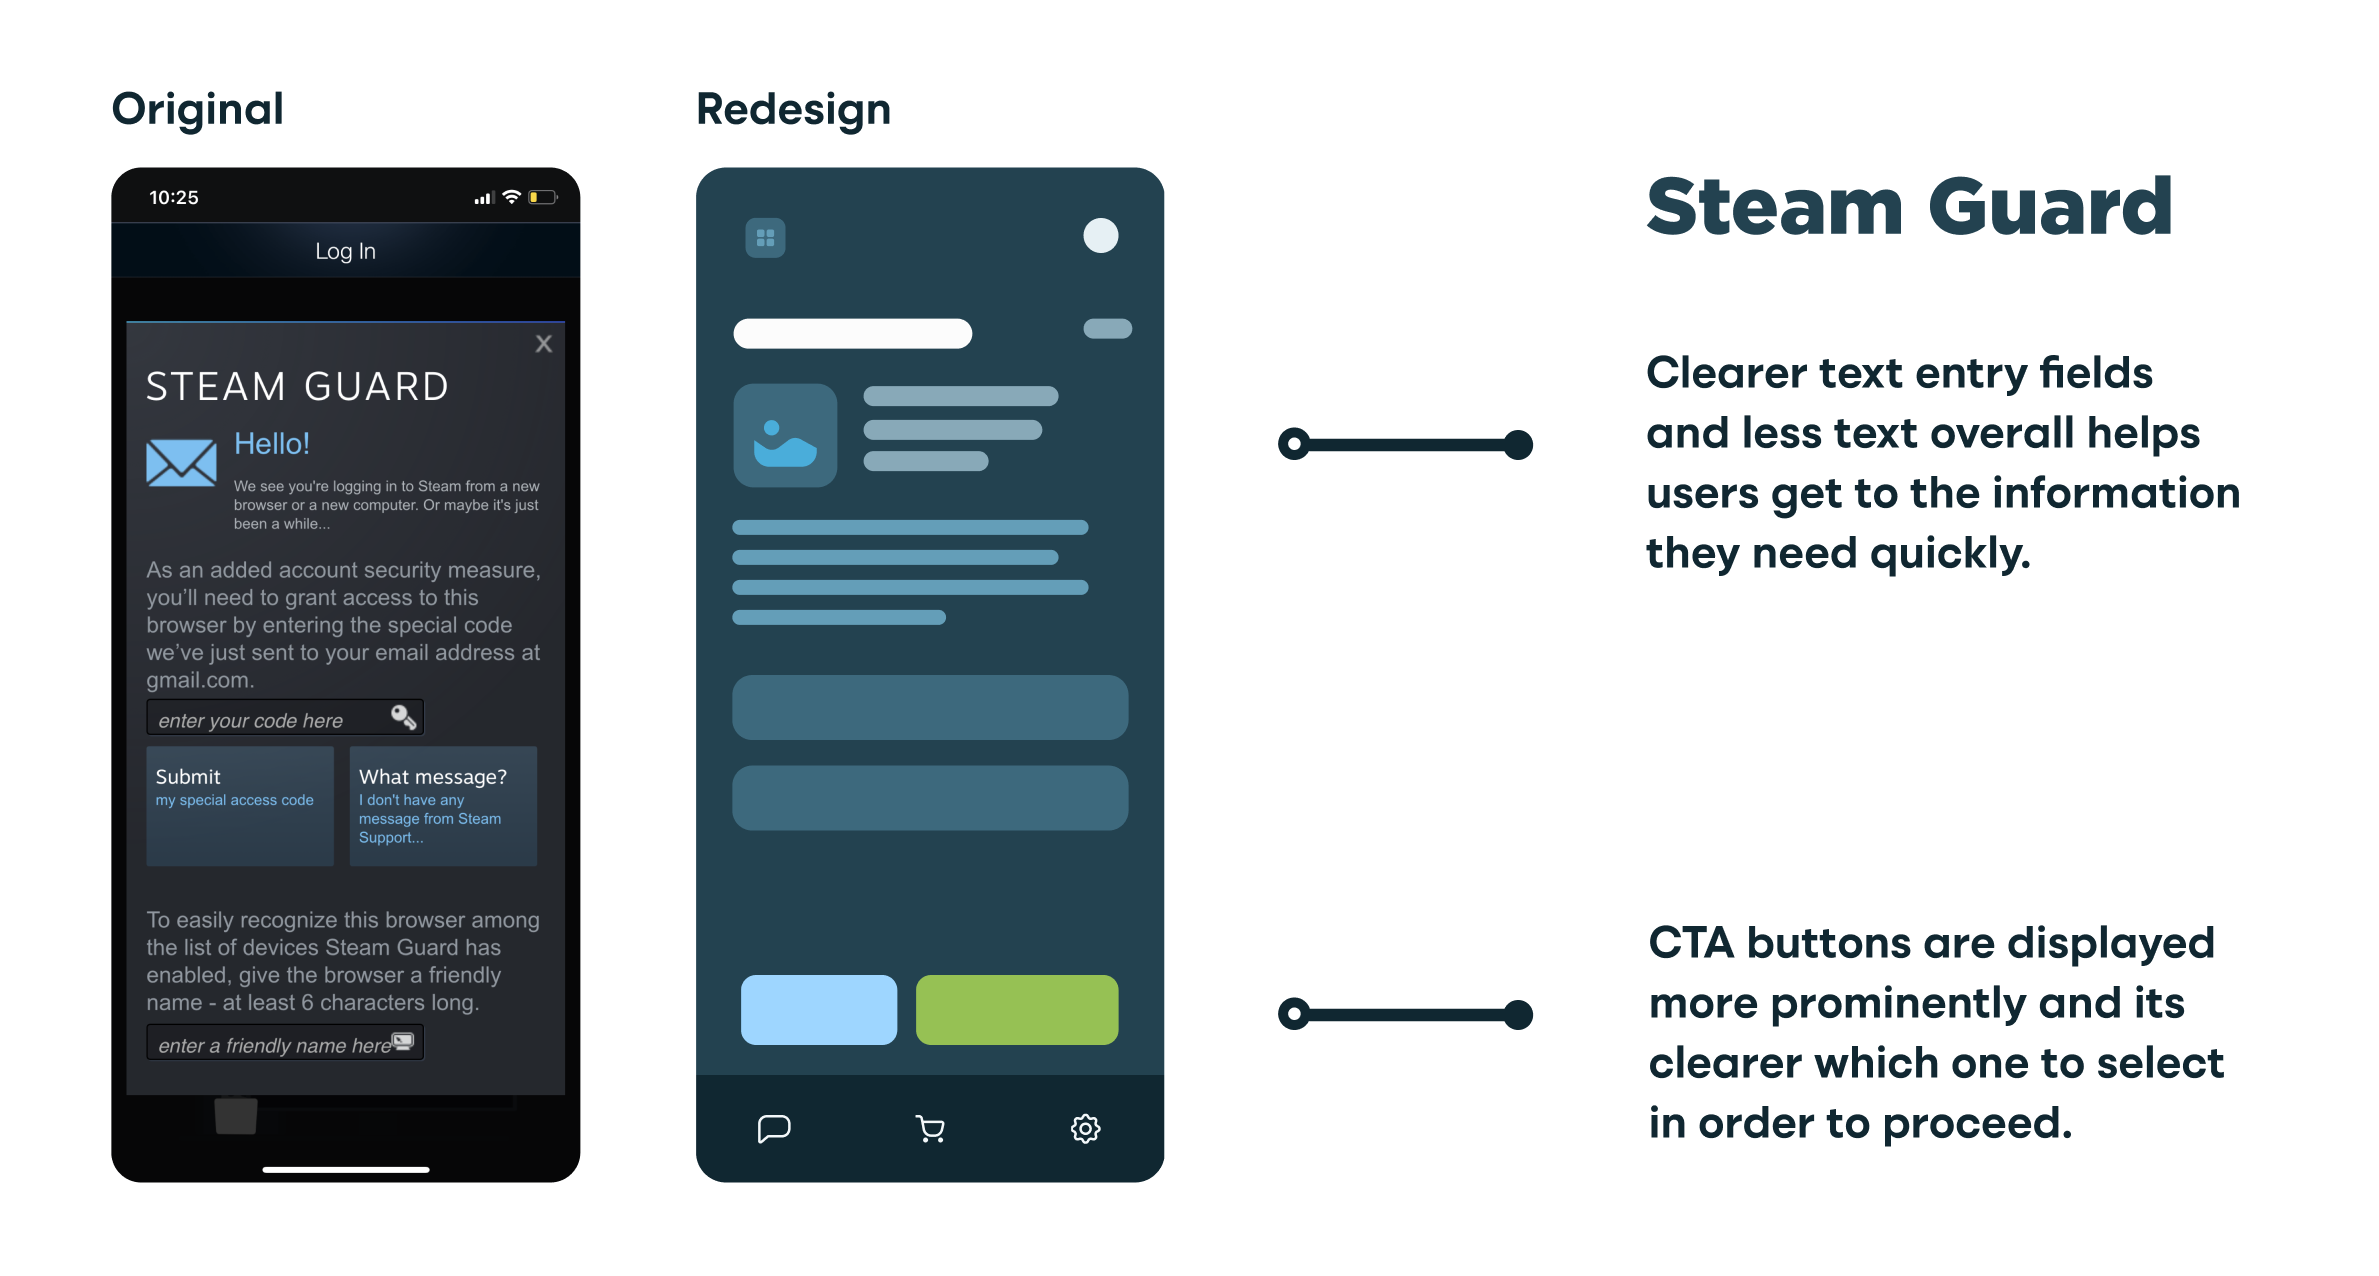 Original
Redesign
10:25
Log In
X
STEAM GUARD
Hello!
We see you're logging in to Steam from a new
browser or a new computer. Or maybe it's just
been a while...
As an added account security measure,
you’ll need to grant access to this
browser by entering the special code
we’ve just sent to your email address at
gmail.com.
enter your code here
Submit
my special access code
What message?
I don't have any
message from Steam
Support...
To easily recognize this browser among
the list of devices Steam Guard has
enabled, give the browser a friendly
name - at least 6 characters long.
enter a friendly name here
Steam Guard
Clearer text entry fields
and less text overall helps
users get to the information
they need quickly.
CTA buttons are displayed
more prominently and its
clearer which one to select
in order to proceed.